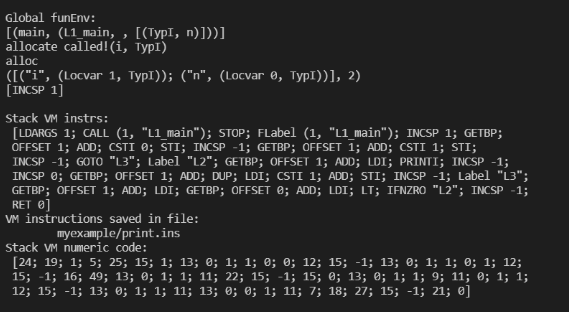 Global funEnv:
[(main, (L1_main, , [(TypI, n)]))]
allocate called!(i, TypI)
alloc
([("i", (Locvar 1, TypI)); ("n", (Locvar 0, TypI))], 2)
[INCSP 1]
Stack VM instrs:
[LDARGS 1; CALL (1, "L1_main"); STOP; FLabel (1, "L1_main"); INCSP 1; GETBP;
OFFSET 1; ADD; CSTI 0; STI; INCSP -1; GETBP; OFFSET 1; ADD; CSTI 1; STI;
INCSP -1; GOTO "L3"; Label "L2"; GETBP; OFFSET 1; ADD; LDI; PRINTI; INCSP -1;
INCSP 0; GETBP; OFFSET 1; ADD; DUP; LDI; CSTI 1; ADD; STI; INCSP -1; Label "L3";
GETBP; OFFSET 1; ADD; LDI; GETBP; OFFSET 0; ADD; LDI; LT; IFNZRO "L2"; INCSP -1;
RET 0]
VM instructions saved in file:
myexample/print.ins
Stack VM numeric code:
[24; 19; 1; 5; 25; 15; 1; 13; 0; 1; 1; 0; 0; 12; 15; -1; 13; 0; 1; 1; 0; 1; 12;
15; -1; 16; 49; 13; 0; 1; 1; 11; 22; 15; -1; 15; 0; 13; 0; 1; 1; 9; 11; 0; 1; 1;
12; 15; -1; 13; 0; 1; 1; 11; 13; 0; 0; 1; 11; 7; 18; 27; 15; -1; 21; 0]